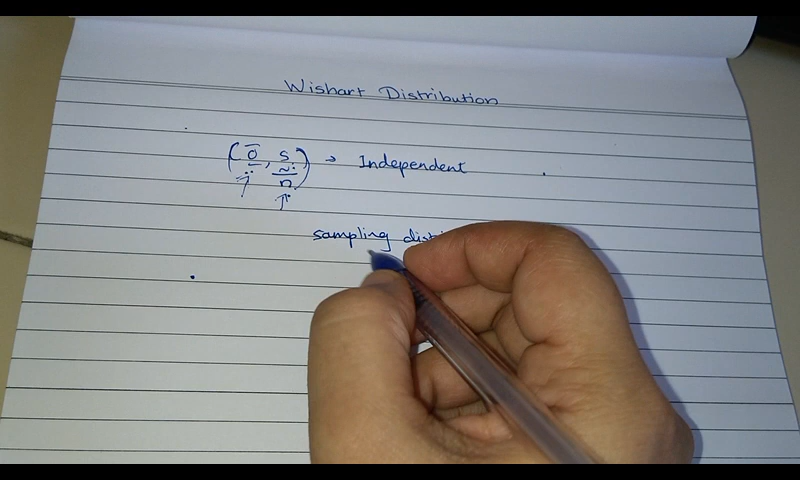 Wishart Distribution
(ō, s/n) → Independent
sampling